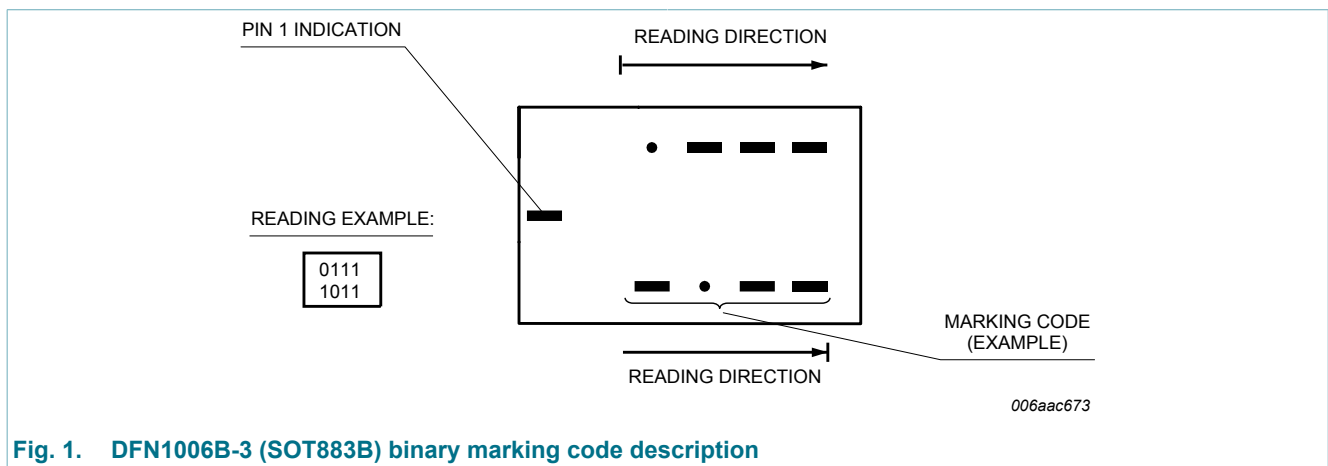 PIN 1 INDICATION
READING DIRECTION
READING EXAMPLE:
0111
1011
MARKING CODE
(EXAMPLE)
READING DIRECTION
006aac673
Fig. 1. DFN1006B-3 (SOT883B) binary marking code description